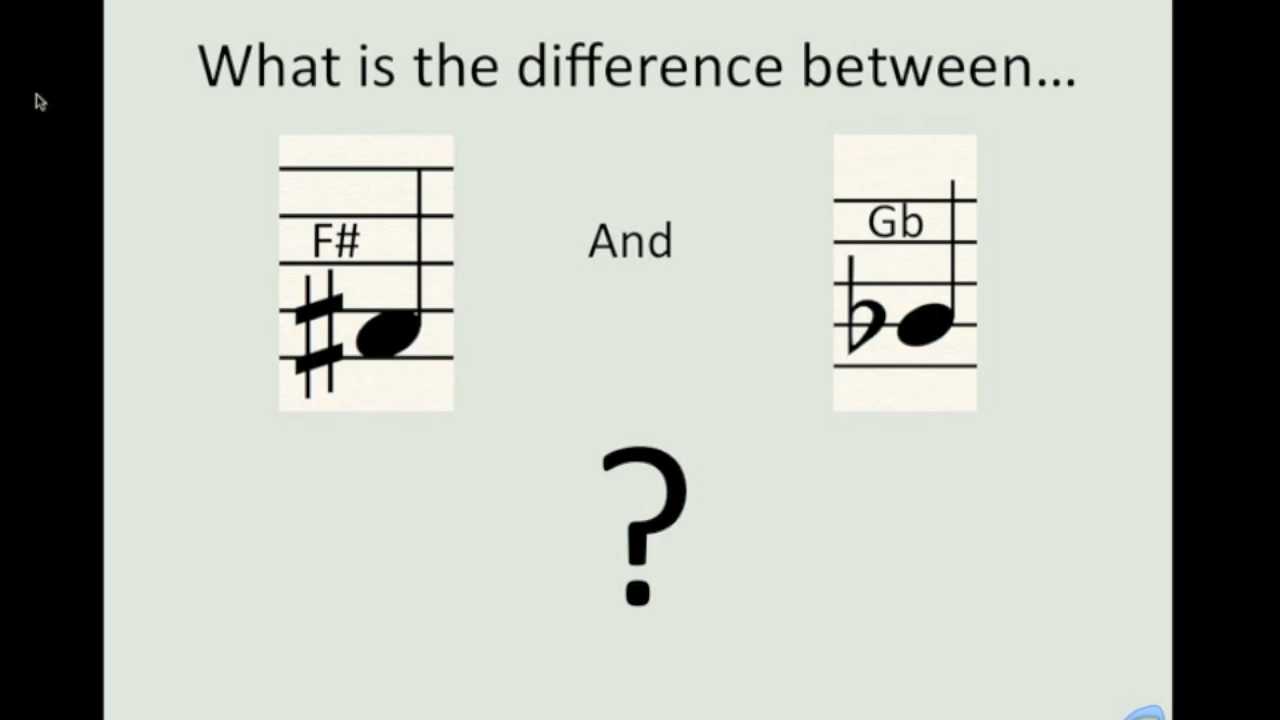 What is the difference between...
F#
And
Gb
?